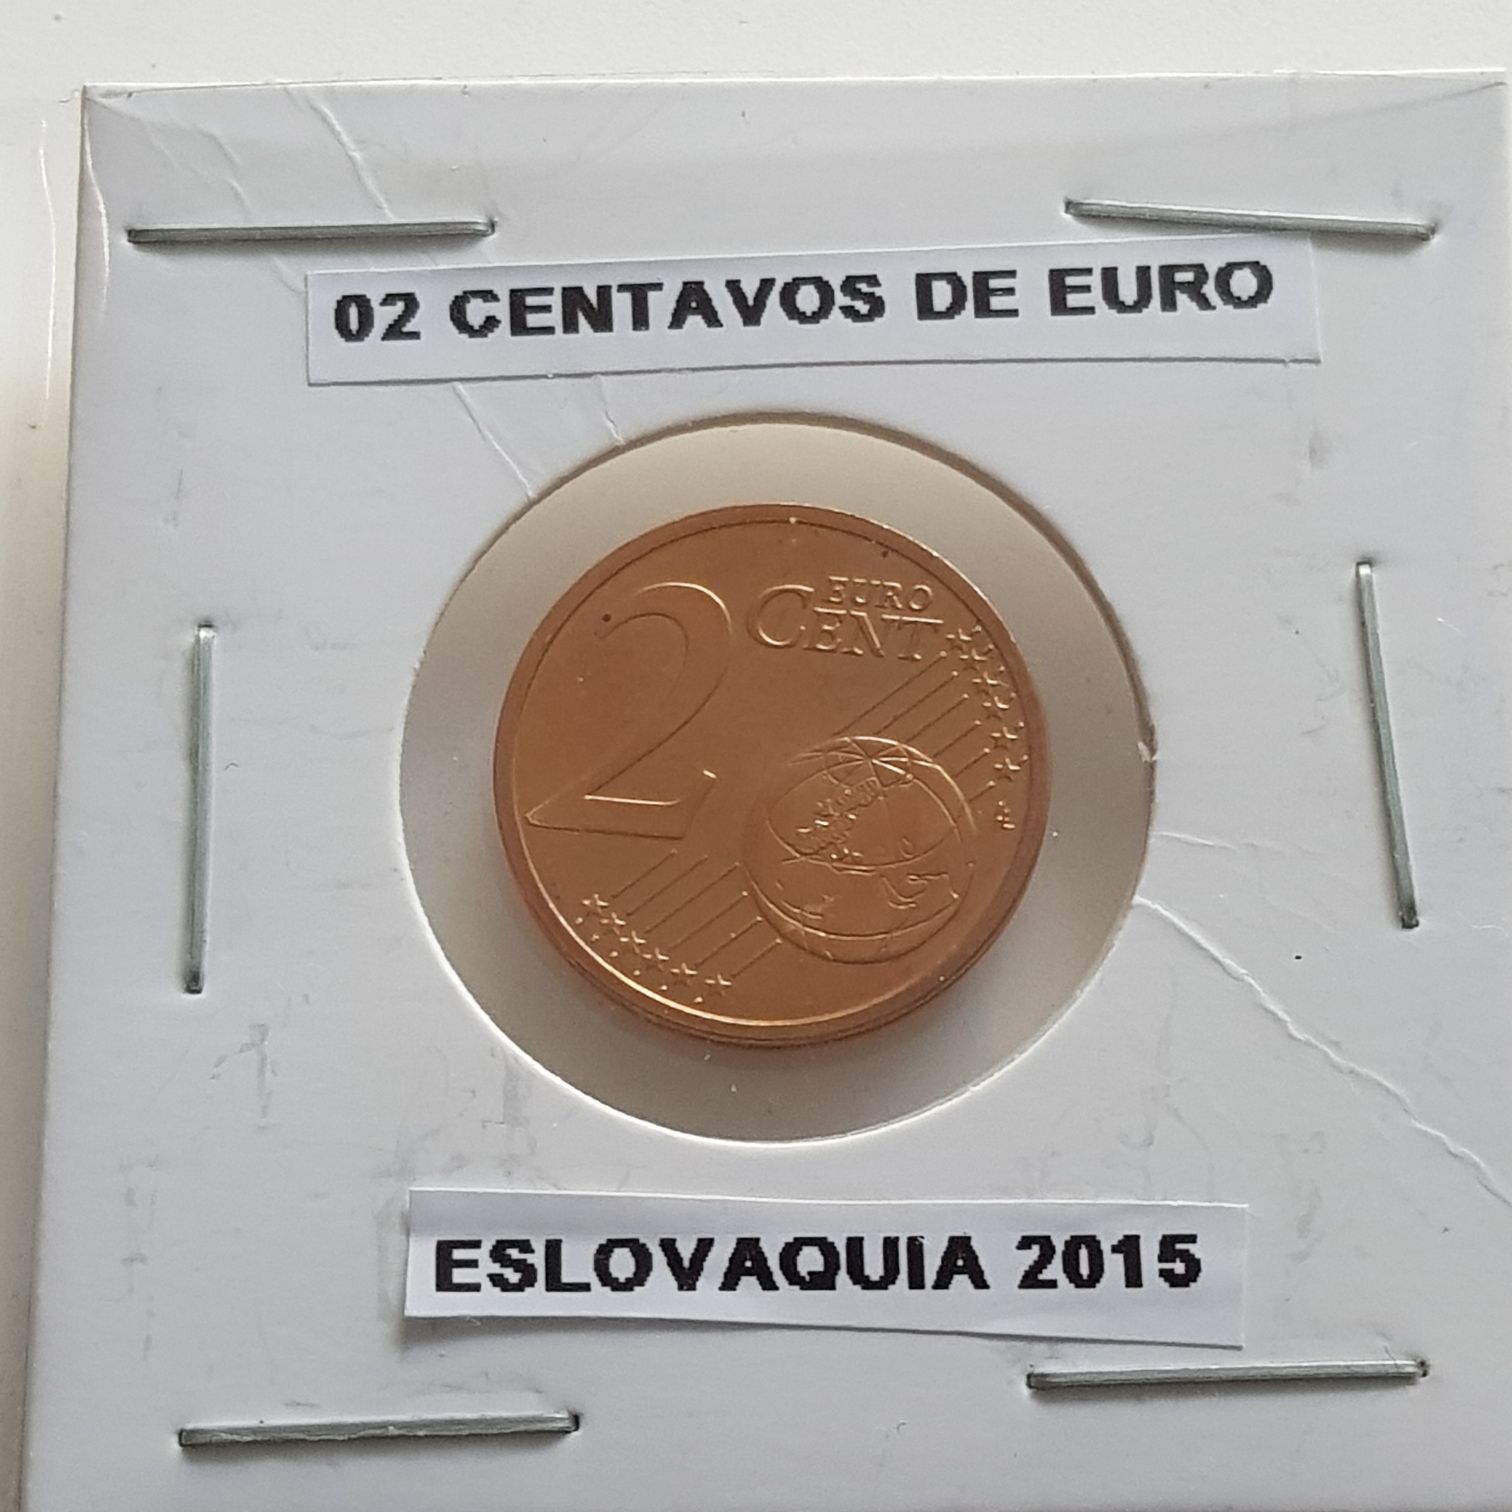 02 CENTAVOS DE EURO
2 EURO
CENT
ESLOVAQUIA 2015